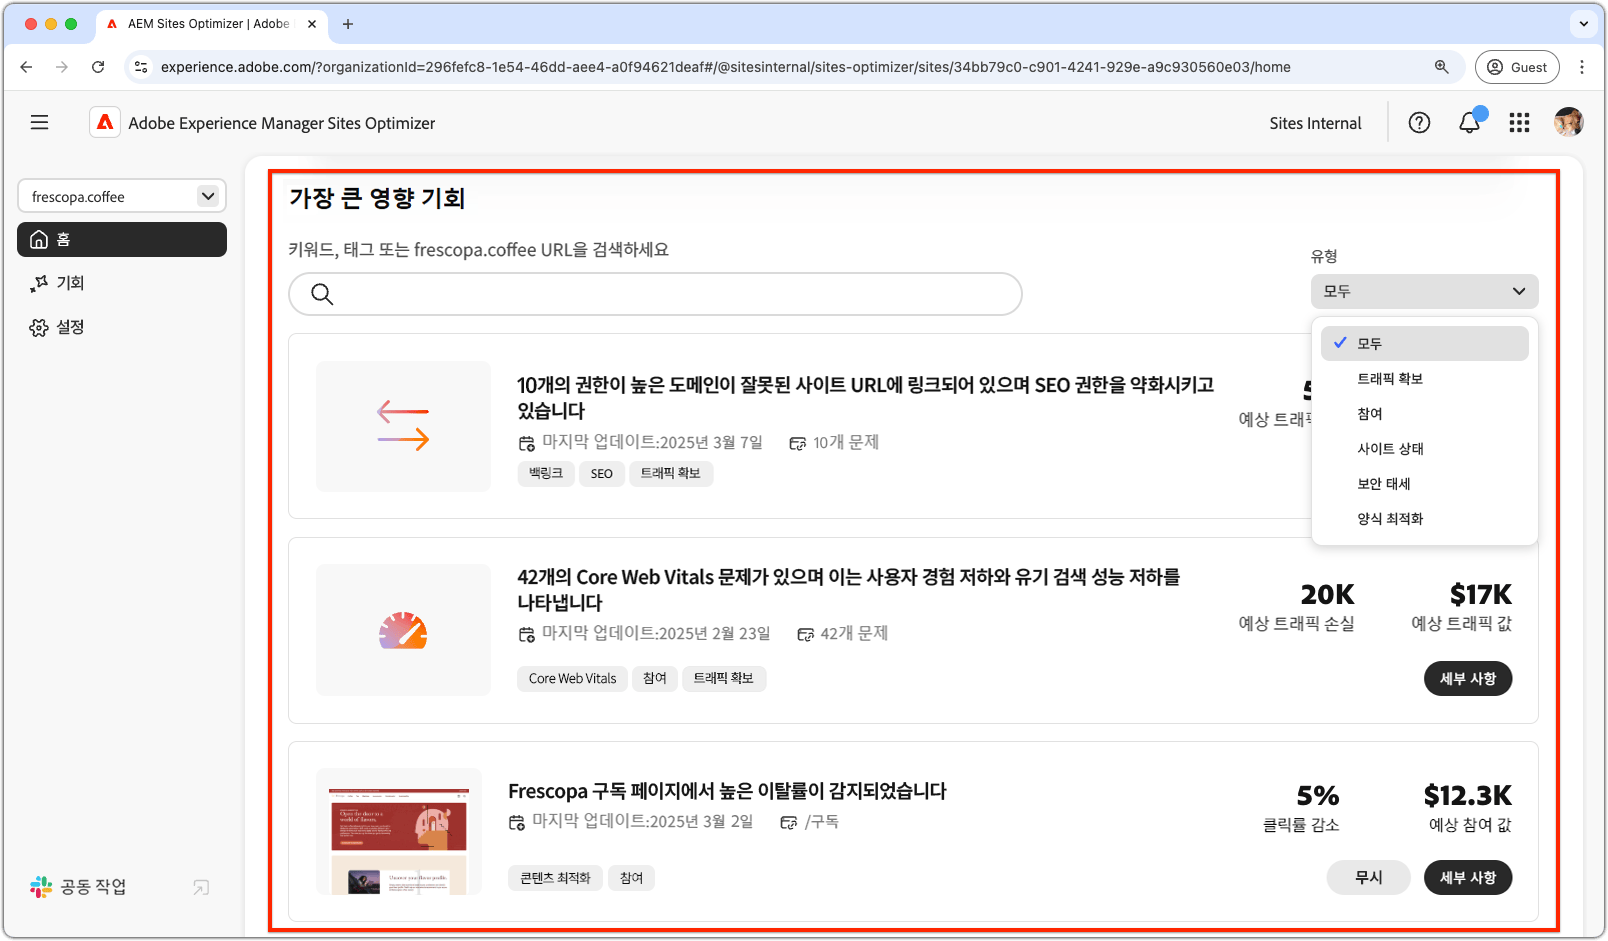 AEM Sites Optimizer | Adobe
experience.adobe.com/?organizationId=296fefc8-1e54-46dd-aee4-a0f94621deaf#/@sitesinternal/sites-optimizer/sites/34bb79c0-c901-4241-929e-a9c930560e03/home
Guest
Adobe Experience Manager Sites Optimizer
Sites Internal
frescopa.coffee
홈
기회
설정
공동 작업
가장 큰 영향 기회
키워드, 태그 또는 frescopa.coffee URL을 검색하세요
유형
모두
모두
트래픽 확보
참여
사이트 상태
보안 태세
양식 최적화
10개의 권한이 높은 도메인이 잘못된 사이트 URL에 링크되어 있으며 SEO 권한을 약화시키고
있습니다
마지막 업데이트:2025년 3월 7일
10개 문제
백링크
SEO
트래픽 확보
예상
42개의 Core Web Vitals 문제가 있으며 이는 사용자 경험 저하와 유기 검색 성능 저하를
나타냅니다
마지막 업데이트:2025년 2월 23일
42개 문제
Core Web Vitals
참여
트래픽 확보
20K
예상 트래픽 손실
$17K
예상 트래픽 값
세부 사항
Frescopa 구독 페이지에서 높은 이탈률이 감지되었습니다
마지막 업데이트:2025년 3월 2일
/구독
콘텐츠 최적화
참여
5%
클릭률 감소
$12.3K
예상 참여 값
무시
세부 사항
Open the door to a
world of flavors.
Uncover your flavor profile.